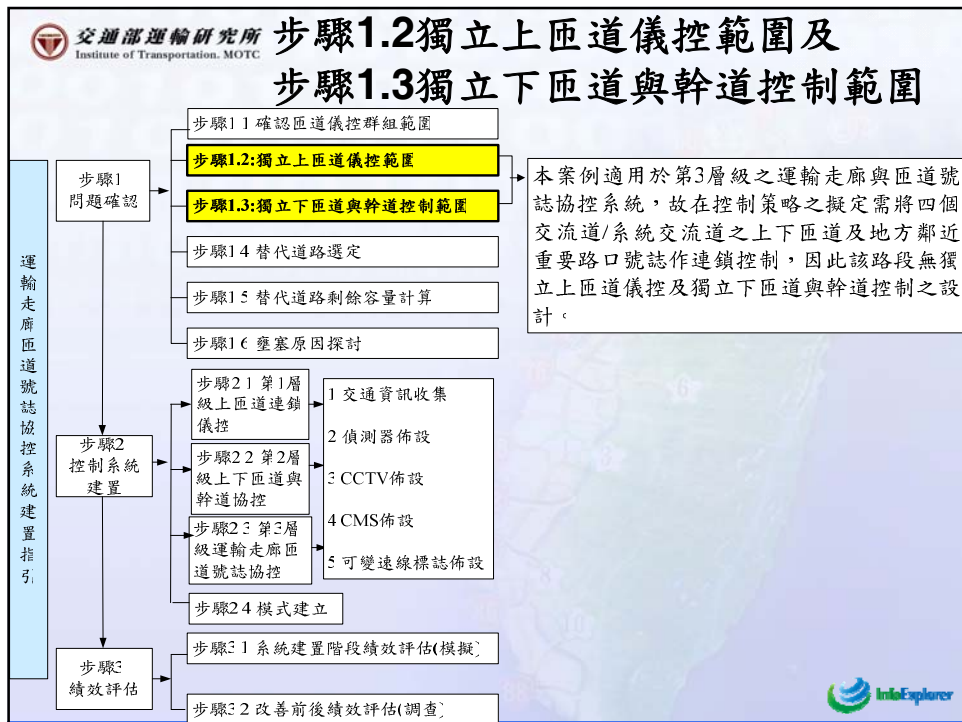 交通部運輸研究所
Institute of Transportation. MOTC
步驟1.2獨立上匝道儀控範圍及
步驟1.3獨立下匝道與幹道控制範圍
運輸走廊匝道號誌協控系統建置指引
步驟1
問題確認
步驟1 1 確認匝道儀控群組範圍
步驟1.2:獨立上匝道儀控範圍
步驟1.3:獨立下匝道與幹道控制範圍
步驟1 4 替代道路選定
步驟1 5 替代道路剩餘容量計算
步驟1 6 壅塞原因探討
本案例適用於第3層級之運輸走廊與匝道號
誌協控系統，故在控制策略之擬定需將四個
交流道/系統交流道之上下匝道及地方鄰近
重要路口號誌作連鎖控制，因此該路段無獨
立上匝道儀控及獨立下匝道與幹道控制之設
計。
步驟2
控制系統
建置
步驟2 1 第1層
級上匝道連鎖
儀控
步驟2 2 第2層
級上下匝道與
幹道協控
步驟2 3 第3層
級運輸走廊匝
道號誌協控
步驟2 4 模式建立
1 交通資訊收集
2 偵測器佈設
3 CCTV佈設
4 CMS佈設
5 可變速線標誌佈設
步驟3
績效評估
步驟3 1 系統建置階段績效評估(模擬)
步驟3 2 改善前後績效評估(調查)
InfoExplorer